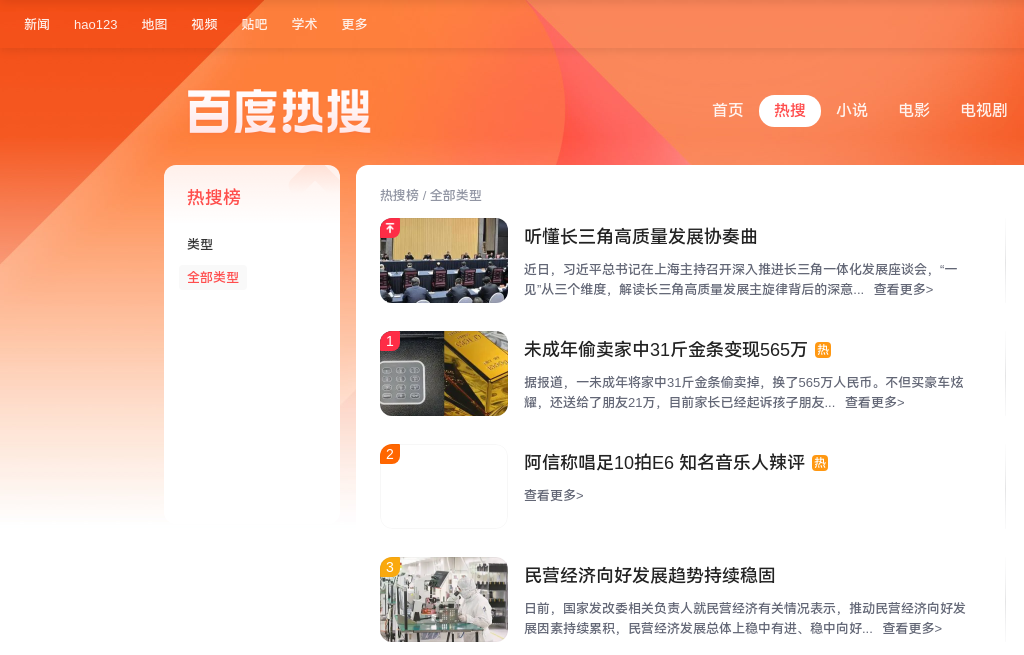 新闻 hao123 地图 视频 贴吧 学术 更多
百度热搜
首页 热搜 小说 电影 电视剧
热搜榜
类型
全部类型
热搜榜 / 全部类型
听懂长三角高质量发展协奏曲
近日，习近平总书记在上海主持召开深入推进长三角一体化发展座谈会，“一
见”从三个维度，解读长三角高质量发展主旋律背后的深意... 查看更多>
1
未成年偷卖家中31斤金条变现565万 热
据报道，一未成年将家中31斤金条偷卖掉，换了565万人民币。不但买豪车炫
耀，还送给了朋友21万，目前家长已经起诉孩子朋友... 查看更多>
2
阿信称唱足10拍E6 知名音乐人辣评 热
查看更多>
3
民营经济向好发展趋势持续稳固
日前，国家发改委相关负责人就民营经济有关情况表示，推动民营经济向好发
展因素持续累积，民营经济发展总体上稳中有进、稳中向好... 查看更多>